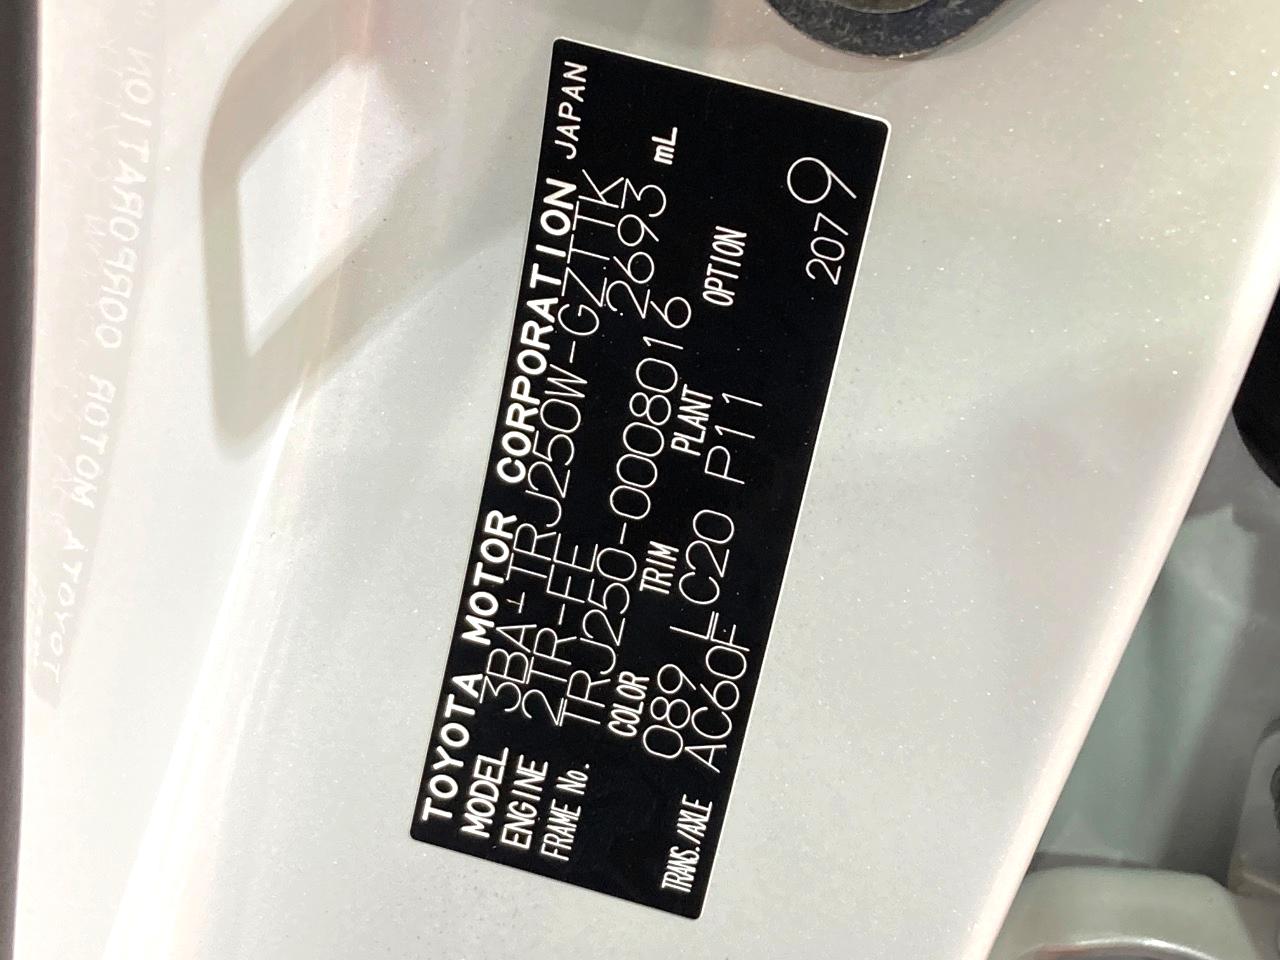 TOYOTA MOTOR CORPORATION JAPAN
MODEL 3BA-TRJ250W-GZTTK
ENGINE 2TR-FE 2693 mL
FRAME No. TRJ250-0008016
COLOR TRIM PLANT OPTION
089 LC20 P11
TRANS./AXLE AC60F 2079